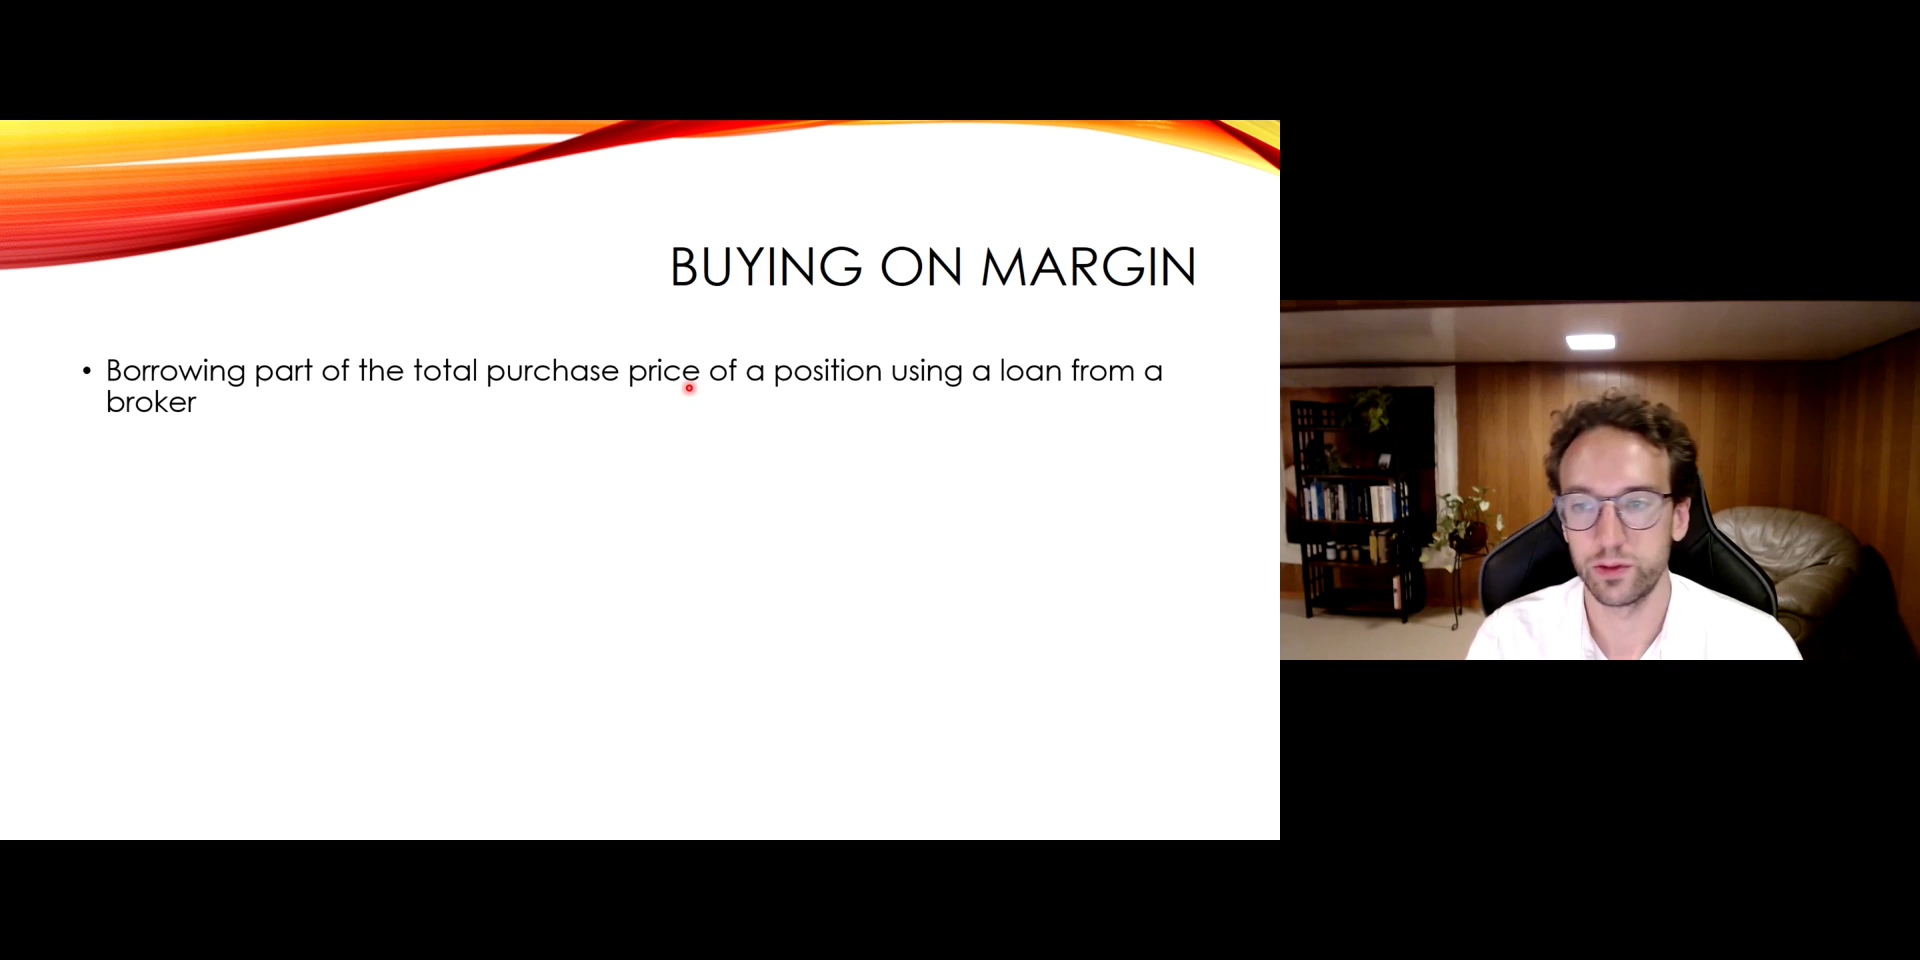 BUYING ON MARGIN
• Borrowing part of the total purchase price of a position using a loan from a
broker